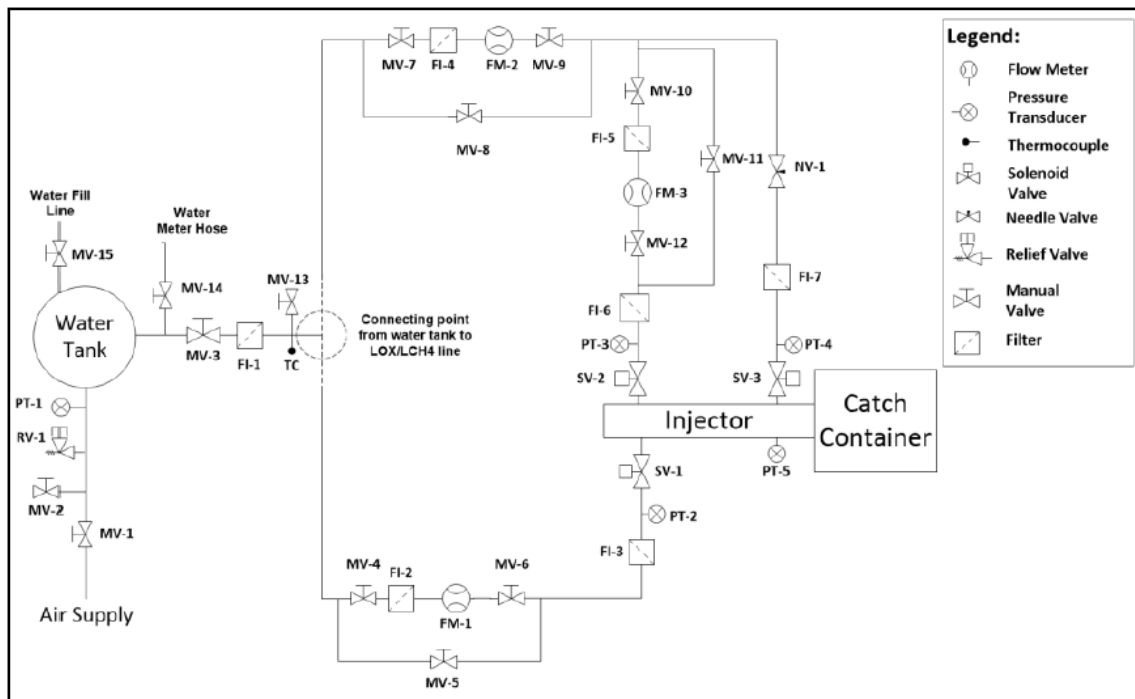 MV-7
FI-4
FM-2
MV-9
MV-8
MV-10
FI-5
MV-11
FM-3
MV-12
NV-1
FI-7
FI-6
PT-3
PT-4
SV-2
SV-3
Water Fill
Line
MV-15
Water
Meter Hose
MV-14
MV-13
Water
Tank
MV-3
FI-1
TC
Connecting point
from water tank to
LOX/LCH4 line
PT-1
RV-1
MV-2
MV-1
Air Supply
Injector
Catch
Container
SV-1
PT-5
PT-2
FI-3
MV-4
FI-2
MV-6
FM-1
MV-5
Legend:
Flow Meter
Pressure
Transducer
Thermocouple
Solenoid
Valve
Needle Valve
Relief Valve
Manual
Valve
Filter